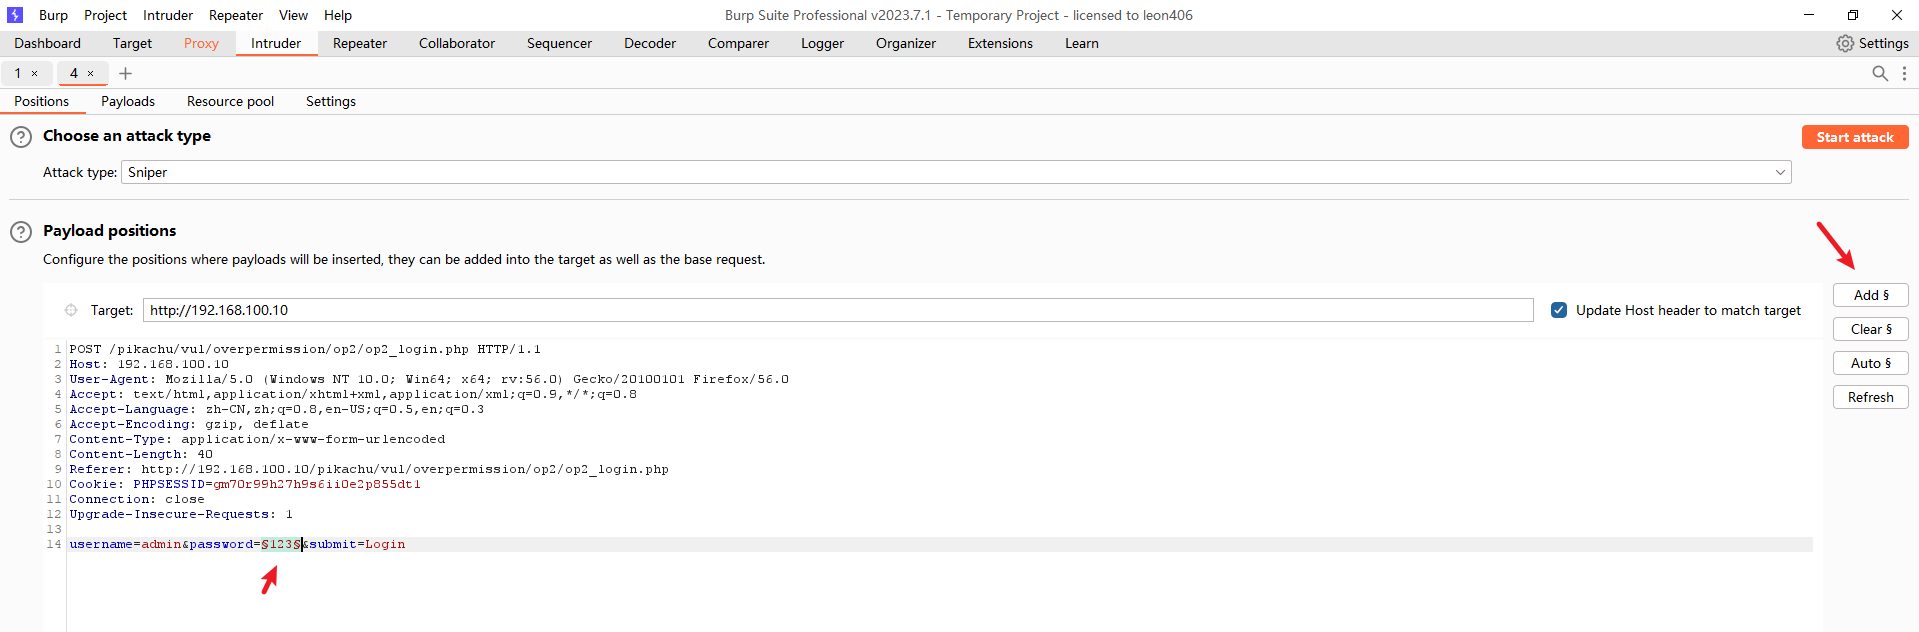 Burp Project Intruder Repeater View Help Burp Suite Professional v2023.7.1 - Temporary Project - licensed to leon406
Dashboard Target Proxy Intruder Repeater Collaborator Sequencer Decoder Comparer Logger Organizer Extensions Learn Settings
1 × 4 × +
Positions Payloads Resource pool Settings
? Choose an attack type Start attack
Attack type: Sniper
? Payload positions
Configure the positions where payloads will be inserted, they can be added into the target as well as the base request.
Target: http://192.168.100.10 Update Host header to match target
Add §
Clear §
Auto §
Refresh
1 POST /pikachu/vul/overpermission/op2/op2_login.php HTTP/1.1
2 Host: 192.168.100.10
3 User-Agent: Mozilla/5.0 (Windows NT 10.0; Win64; x64; rv:56.0) Gecko/20100101 Firefox/56.0
4 Accept: text/html,application/xhtml+xml,application/xml;q=0.9,*/*;q=0.8
5 Accept-Language: zh-CN,zh;q=0.8,en-US;q=0.5,en;q=0.3
6 Accept-Encoding: gzip, deflate
7 Content-Type: application/x-www-form-urlencoded
8 Content-Length: 40
9 Referer: http://192.168.100.10/pikachu/vul/overpermission/op2/op2_login.php
10 Cookie: PHPSESSID=gm70r99h27h9s6ii0e2p855dt1
11 Connection: close
12 Upgrade-Insecure-Requests: 1
13
14 username=admin&password=§123§&submit=Login